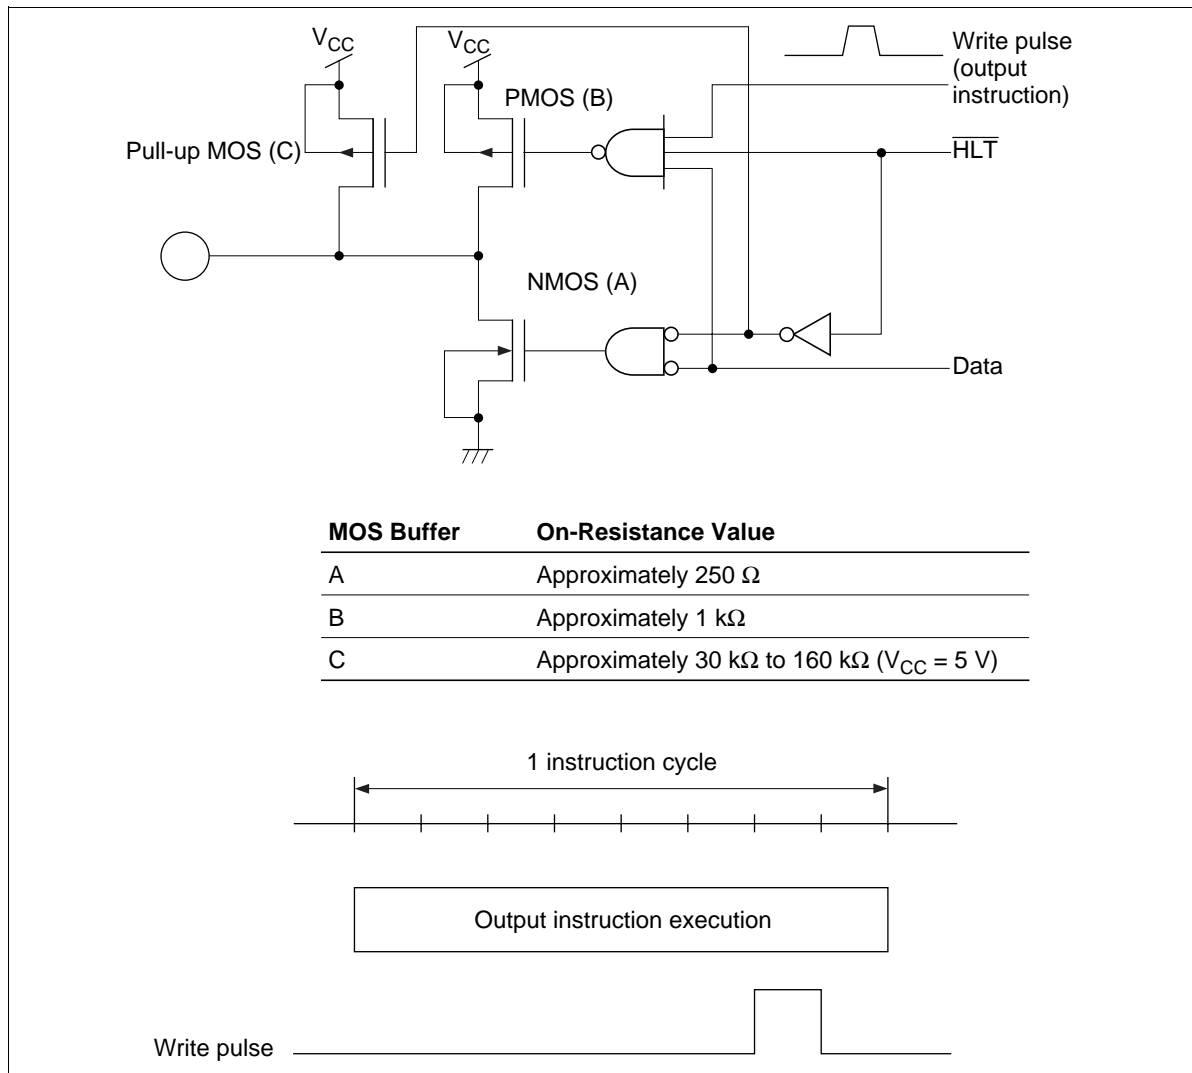 VCC
VCC
Write pulse
(output
instruction)
PMOS (B)
Pull-up MOS (C)
HLT
NMOS (A)
Data
MOS Buffer On-Resistance Value
A Approximately 250 Ω
B Approximately 1 kΩ
C Approximately 30 kΩ to 160 kΩ (VCC = 5 V)
1 instruction cycle
Output instruction execution
Write pulse